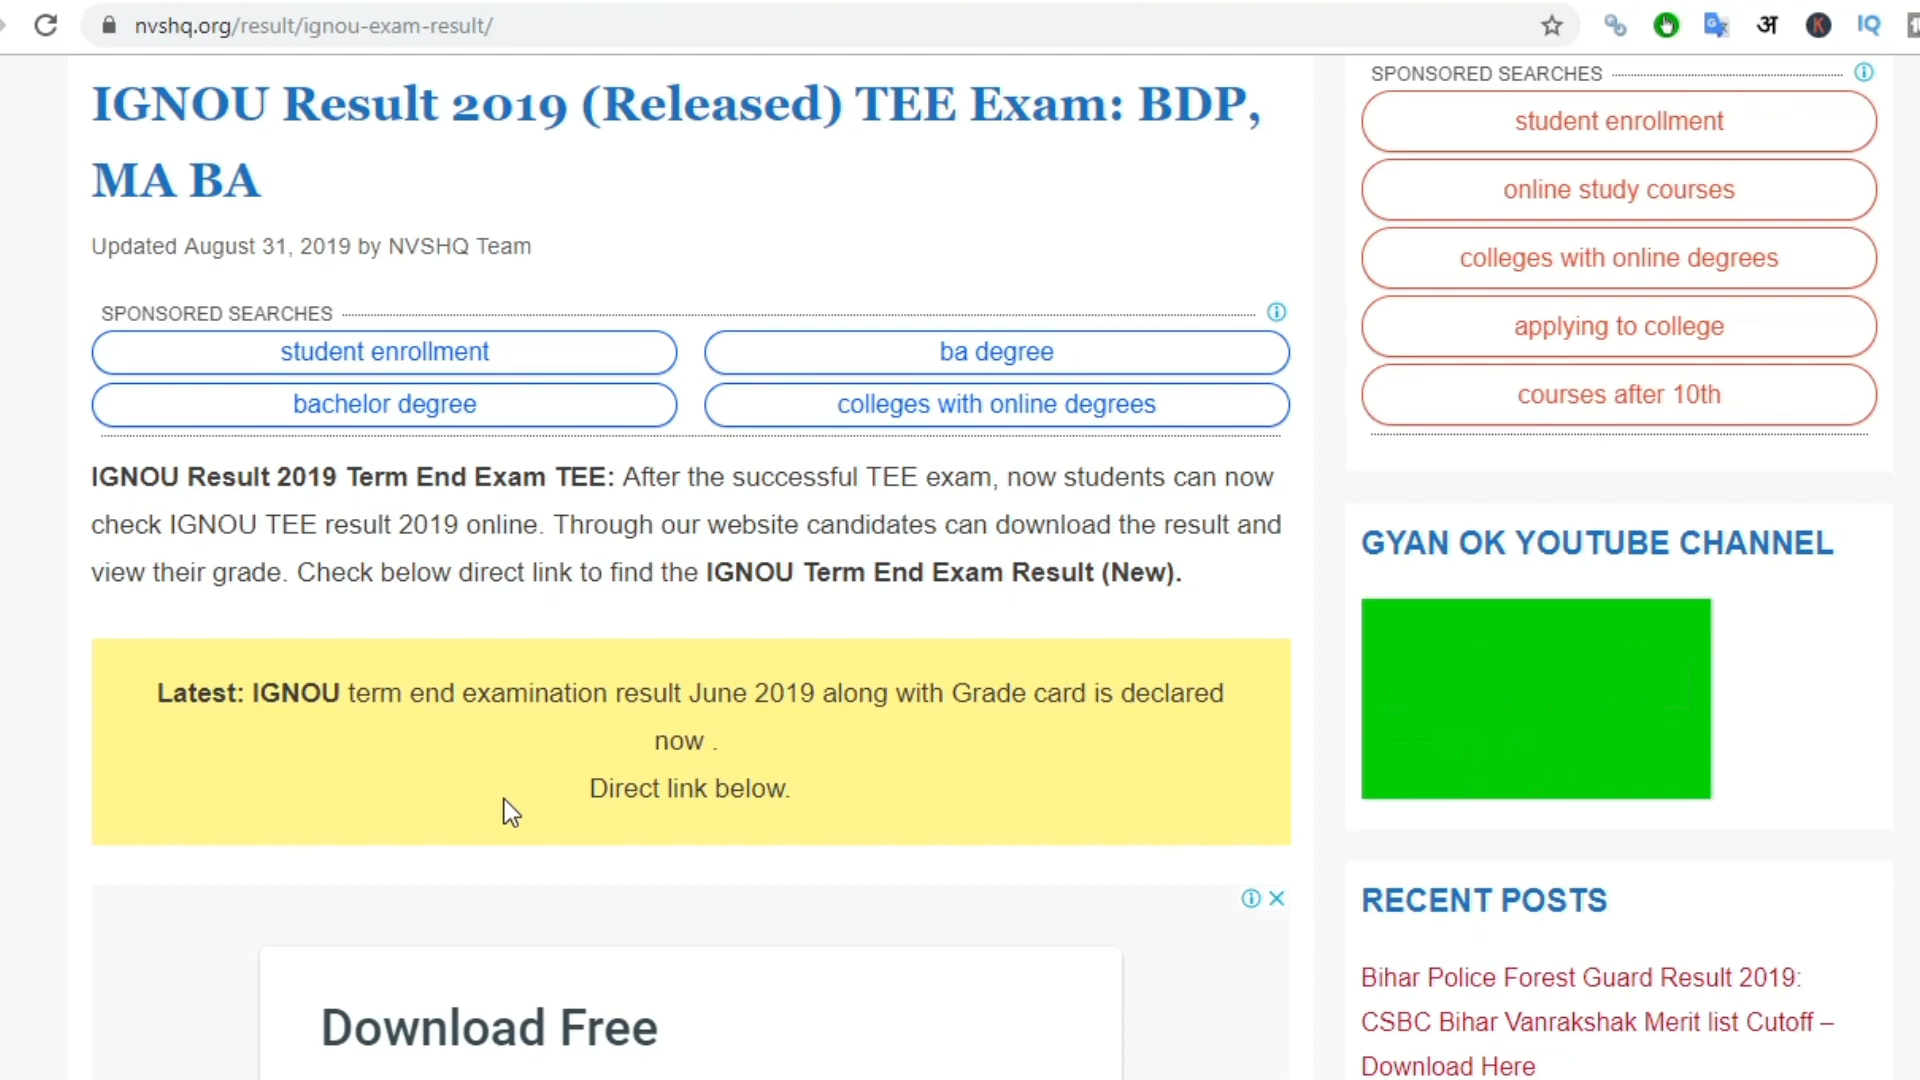 nvshq.org/result/ignou-exam-result/
अ
K
IQ
IGNOU Result 2019 (Released) TEE Exam: BDP,
MA BA
Updated August 31, 2019 by NVSHQ Team
SPONSORED SEARCHES
student enrollment
ba degree
bachelor degree
colleges with online degrees
IGNOU Result 2019 Term End Exam TEE: After the successful TEE exam, now students can now
check IGNOU TEE result 2019 online. Through our website candidates can download the result and
view their grade. Check below direct link to find the IGNOU Term End Exam Result (New).
Latest: IGNOU term end examination result June 2019 along with Grade card is declared
now .
Direct link below.
Download Free
SPONSORED SEARCHES
student enrollment
online study courses
colleges with online degrees
applying to college
courses after 10th
GYAN OK YOUTUBE CHANNEL
RECENT POSTS
Bihar Police Forest Guard Result 2019:
CSBC Bihar Vanrakshak Merit list Cutoff –
Download Here